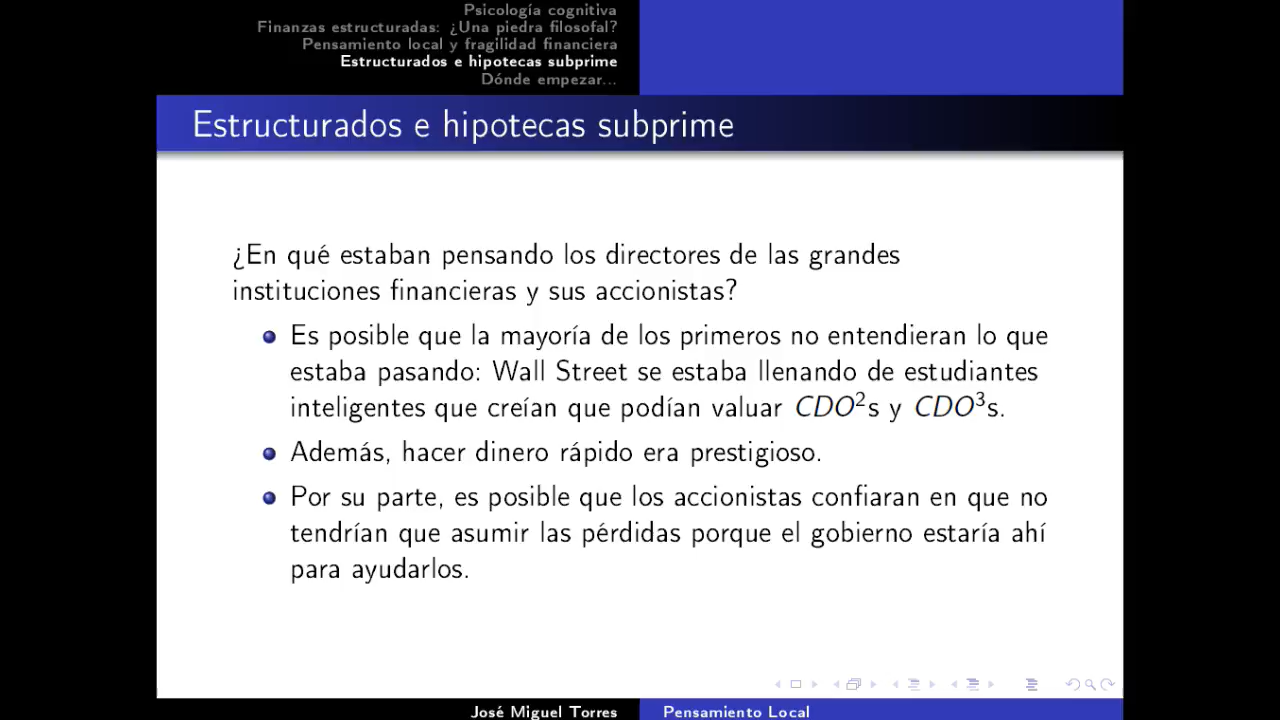 Psicología cognitiva
Finanzas estructuradas: ¿Una piedra filosofal?
Pensamiento local y fragilidad financiera
Estructurados e hipotecas subprime
Dónde empezar...
Estructurados e hipotecas subprime
¿En qué estaban pensando los directores de las grandes
instituciones financieras y sus accionistas?
Es posible que la mayoría de los primeros no entendieran lo que
estaba pasando: Wall Street se estaba llenando de estudiantes
inteligentes que creían que podían valuar CDO²s y CDO³s.
Además, hacer dinero rápido era prestigioso.
Por su parte, es posible que los accionistas confiaran en que no
tendrían que asumir las pérdidas porque el gobierno estaría ahí
para ayudarlos.
José Miguel Torres
Pensamiento Local